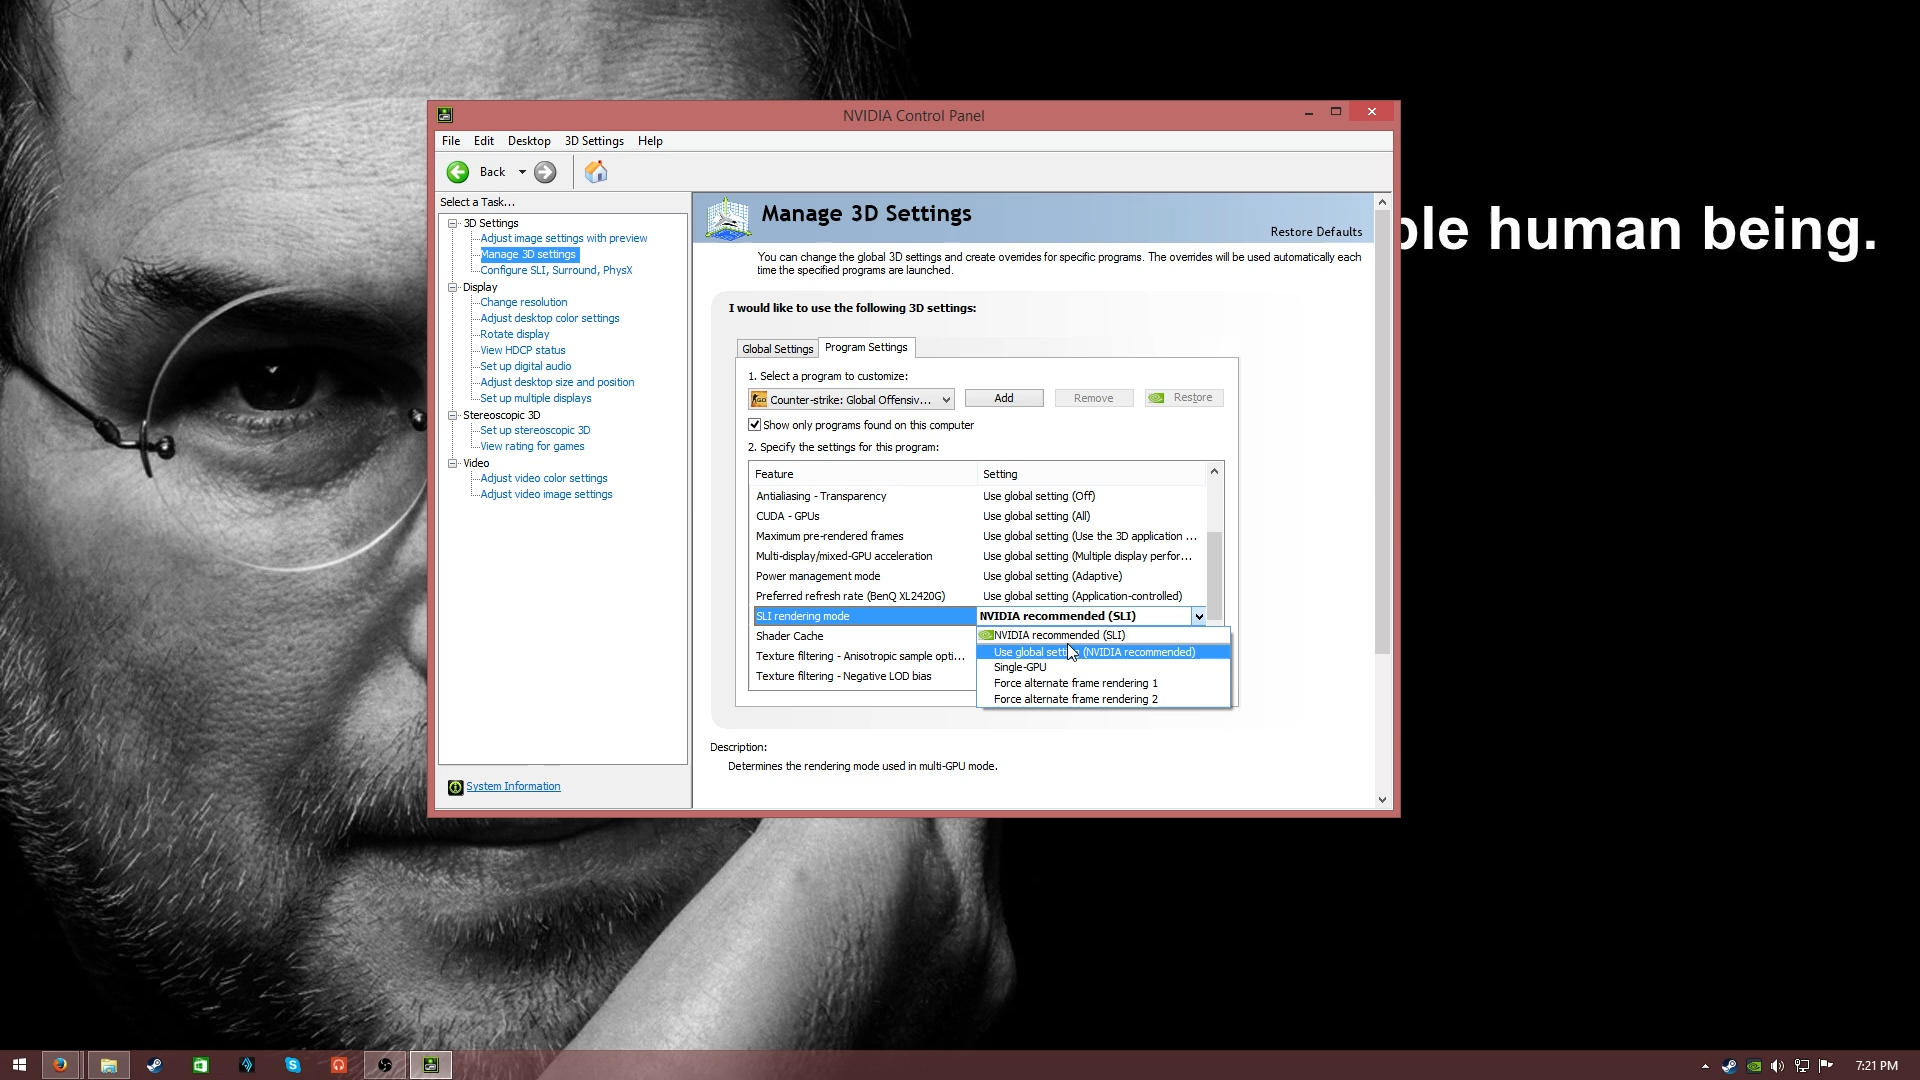 NVIDIA Control Panel
File Edit Desktop 3D Settings Help
Back
Select a Task...
3D Settings
Adjust image settings with preview
Manage 3D settings
Configure SLI, Surround, PhysX
Display
Change resolution
Adjust desktop color settings
Rotate display
View HDCP status
Set up digital audio
Adjust desktop size and position
Set up multiple displays
Stereoscopic 3D
Set up stereoscopic 3D
View rating for games
Video
Adjust video color settings
Adjust video image settings
System Information
Manage 3D Settings
Restore Defaults
You can change the global 3D settings and create overrides for specific programs. The overrides will be used automatically each
time the specified programs are launched.
I would like to use the following 3D settings:
Global Settings Program Settings
1. Select a program to customize:
Counter-strike: Global Offensiv... Add Remove Restore
Show only programs found on this computer
2. Specify the settings for this program:
Feature Setting
Antialiasing - Transparency Use global setting (Off)
CUDA - GPUs Use global setting (All)
Maximum pre-rendered frames Use global setting (Use the 3D application ...
Multi-display/mixed-GPU acceleration Use global setting (Multiple display perfor...
Power management mode Use global setting (Adaptive)
Preferred refresh rate (BenQ XL2420G) Use global setting (Application-controlled)
SLI rendering mode NVIDIA recommended (SLI)
Shader Cache
Texture filtering - Anisotropic sample opti...
Texture filtering - Negative LOD bias
NVIDIA recommended (SLI)
Use global (NVIDIA recommended)
Single-GPU
Force alternate frame rendering 1
Force alternate frame rendering 2
Description:
Determines the rendering mode used in multi-GPU mode.
human being.
7:21 PM